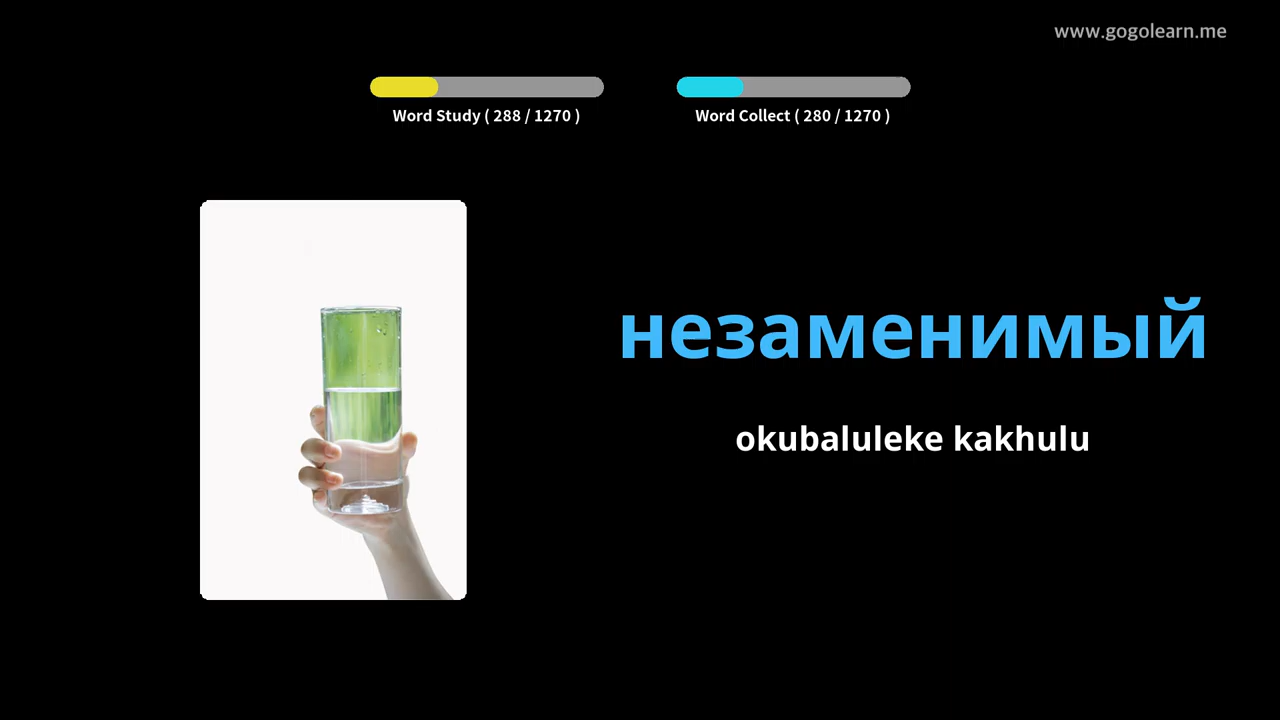 www.gogolearn.me
Word Study ( 288 / 1270 )
Word Collect ( 280 / 1270 )
незаменимый
okubaluleke kakhulu